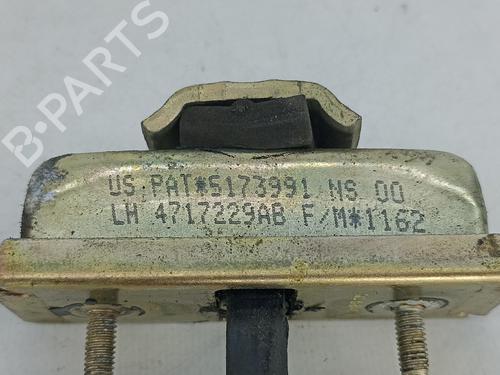 B-PARTS
US PAT*5173991 NS 00
LH 4717229AB F/M*1162